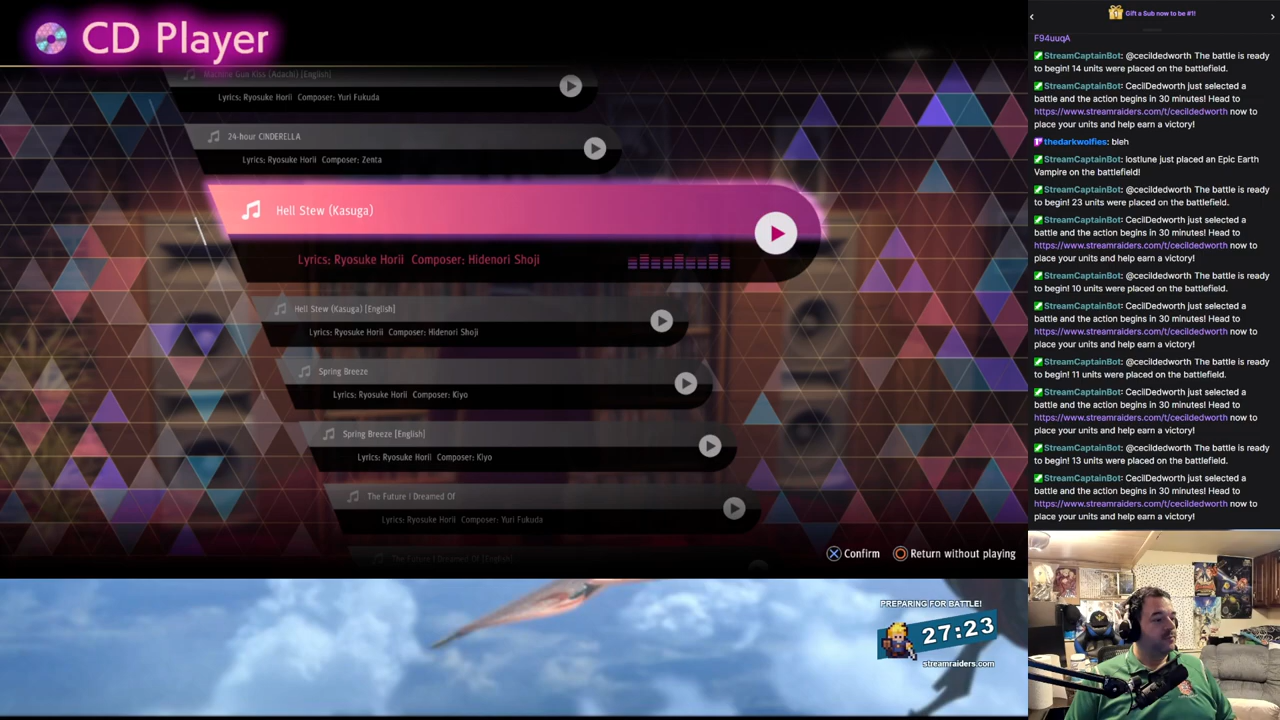 CD Player
Machine Gun Kiss (Adachi) [English]
Lyrics: Ryosuke Horii Composer: Yuri Fukuda
24-hour CINDERELLA
Lyrics: Ryosuke Horii Composer: Zenta
Hell Stew (Kasuga)
Lyrics: Ryosuke Horii Composer: Hidenori Shoji
Hell Stew (Kasuga) [English]
Lyrics: Ryosuke Horii Composer: Hidenori Shoji
Spring Breeze
Lyrics: Ryosuke Horii Composer: Kiyo
Spring Breeze [English]
Lyrics: Ryosuke Horii Composer: Kiyo
The Future I Dreamed Of
Lyrics: Ryosuke Horii Composer: Yuri Fukuda
The Future I Dreamed Of [English]
Confirm
Return without playing
PREPARING FOR BATTLE!
27:23
streamraiders.com
Gift a Sub now to be #1!
F94uuqA
StreamCaptainBot: @cecildedworth The battle is ready
to begin! 14 units were placed on the battlefield.
StreamCaptainBot: CecilDedworth just selected a
battle and the action begins in 30 minutes! Head to
https://www.streamraiders.com/t/cecildedworth now to
place your units and help earn a victory!
thedarkwolfies: bleh
StreamCaptainBot: lostlune just placed an Epic Earth
Vampire on the battlefield!
StreamCaptainBot: @cecildedworth The battle is ready
to begin! 23 units were placed on the battlefield.
StreamCaptainBot: CecilDedworth just selected a
battle and the action begins in 30 minutes! Head to
https://www.streamraiders.com/t/cecildedworth now to
place your units and help earn a victory!
StreamCaptainBot: @cecildedworth The battle is ready
to begin! 10 units were placed on the battlefield.
StreamCaptainBot: CecilDedworth just selected a
battle and the action begins in 30 minutes! Head to
https://www.streamraiders.com/t/cecildedworth now to
place your units and help earn a victory!
StreamCaptainBot: @cecildedworth The battle is ready
to begin! 11 units were placed on the battlefield.
StreamCaptainBot: CecilDedworth just selected a
battle and the action begins in 30 minutes! Head to
https://www.streamraiders.com/t/cecildedworth now to
place your units and help earn a victory!
StreamCaptainBot: @cecildedworth The battle is ready
to begin! 13 units were placed on the battlefield.
StreamCaptainBot: CecilDedworth just selected a
battle and the action begins in 30 minutes! Head to
https://www.streamraiders.com/t/cecildedworth now to
place your units and help earn a victory!